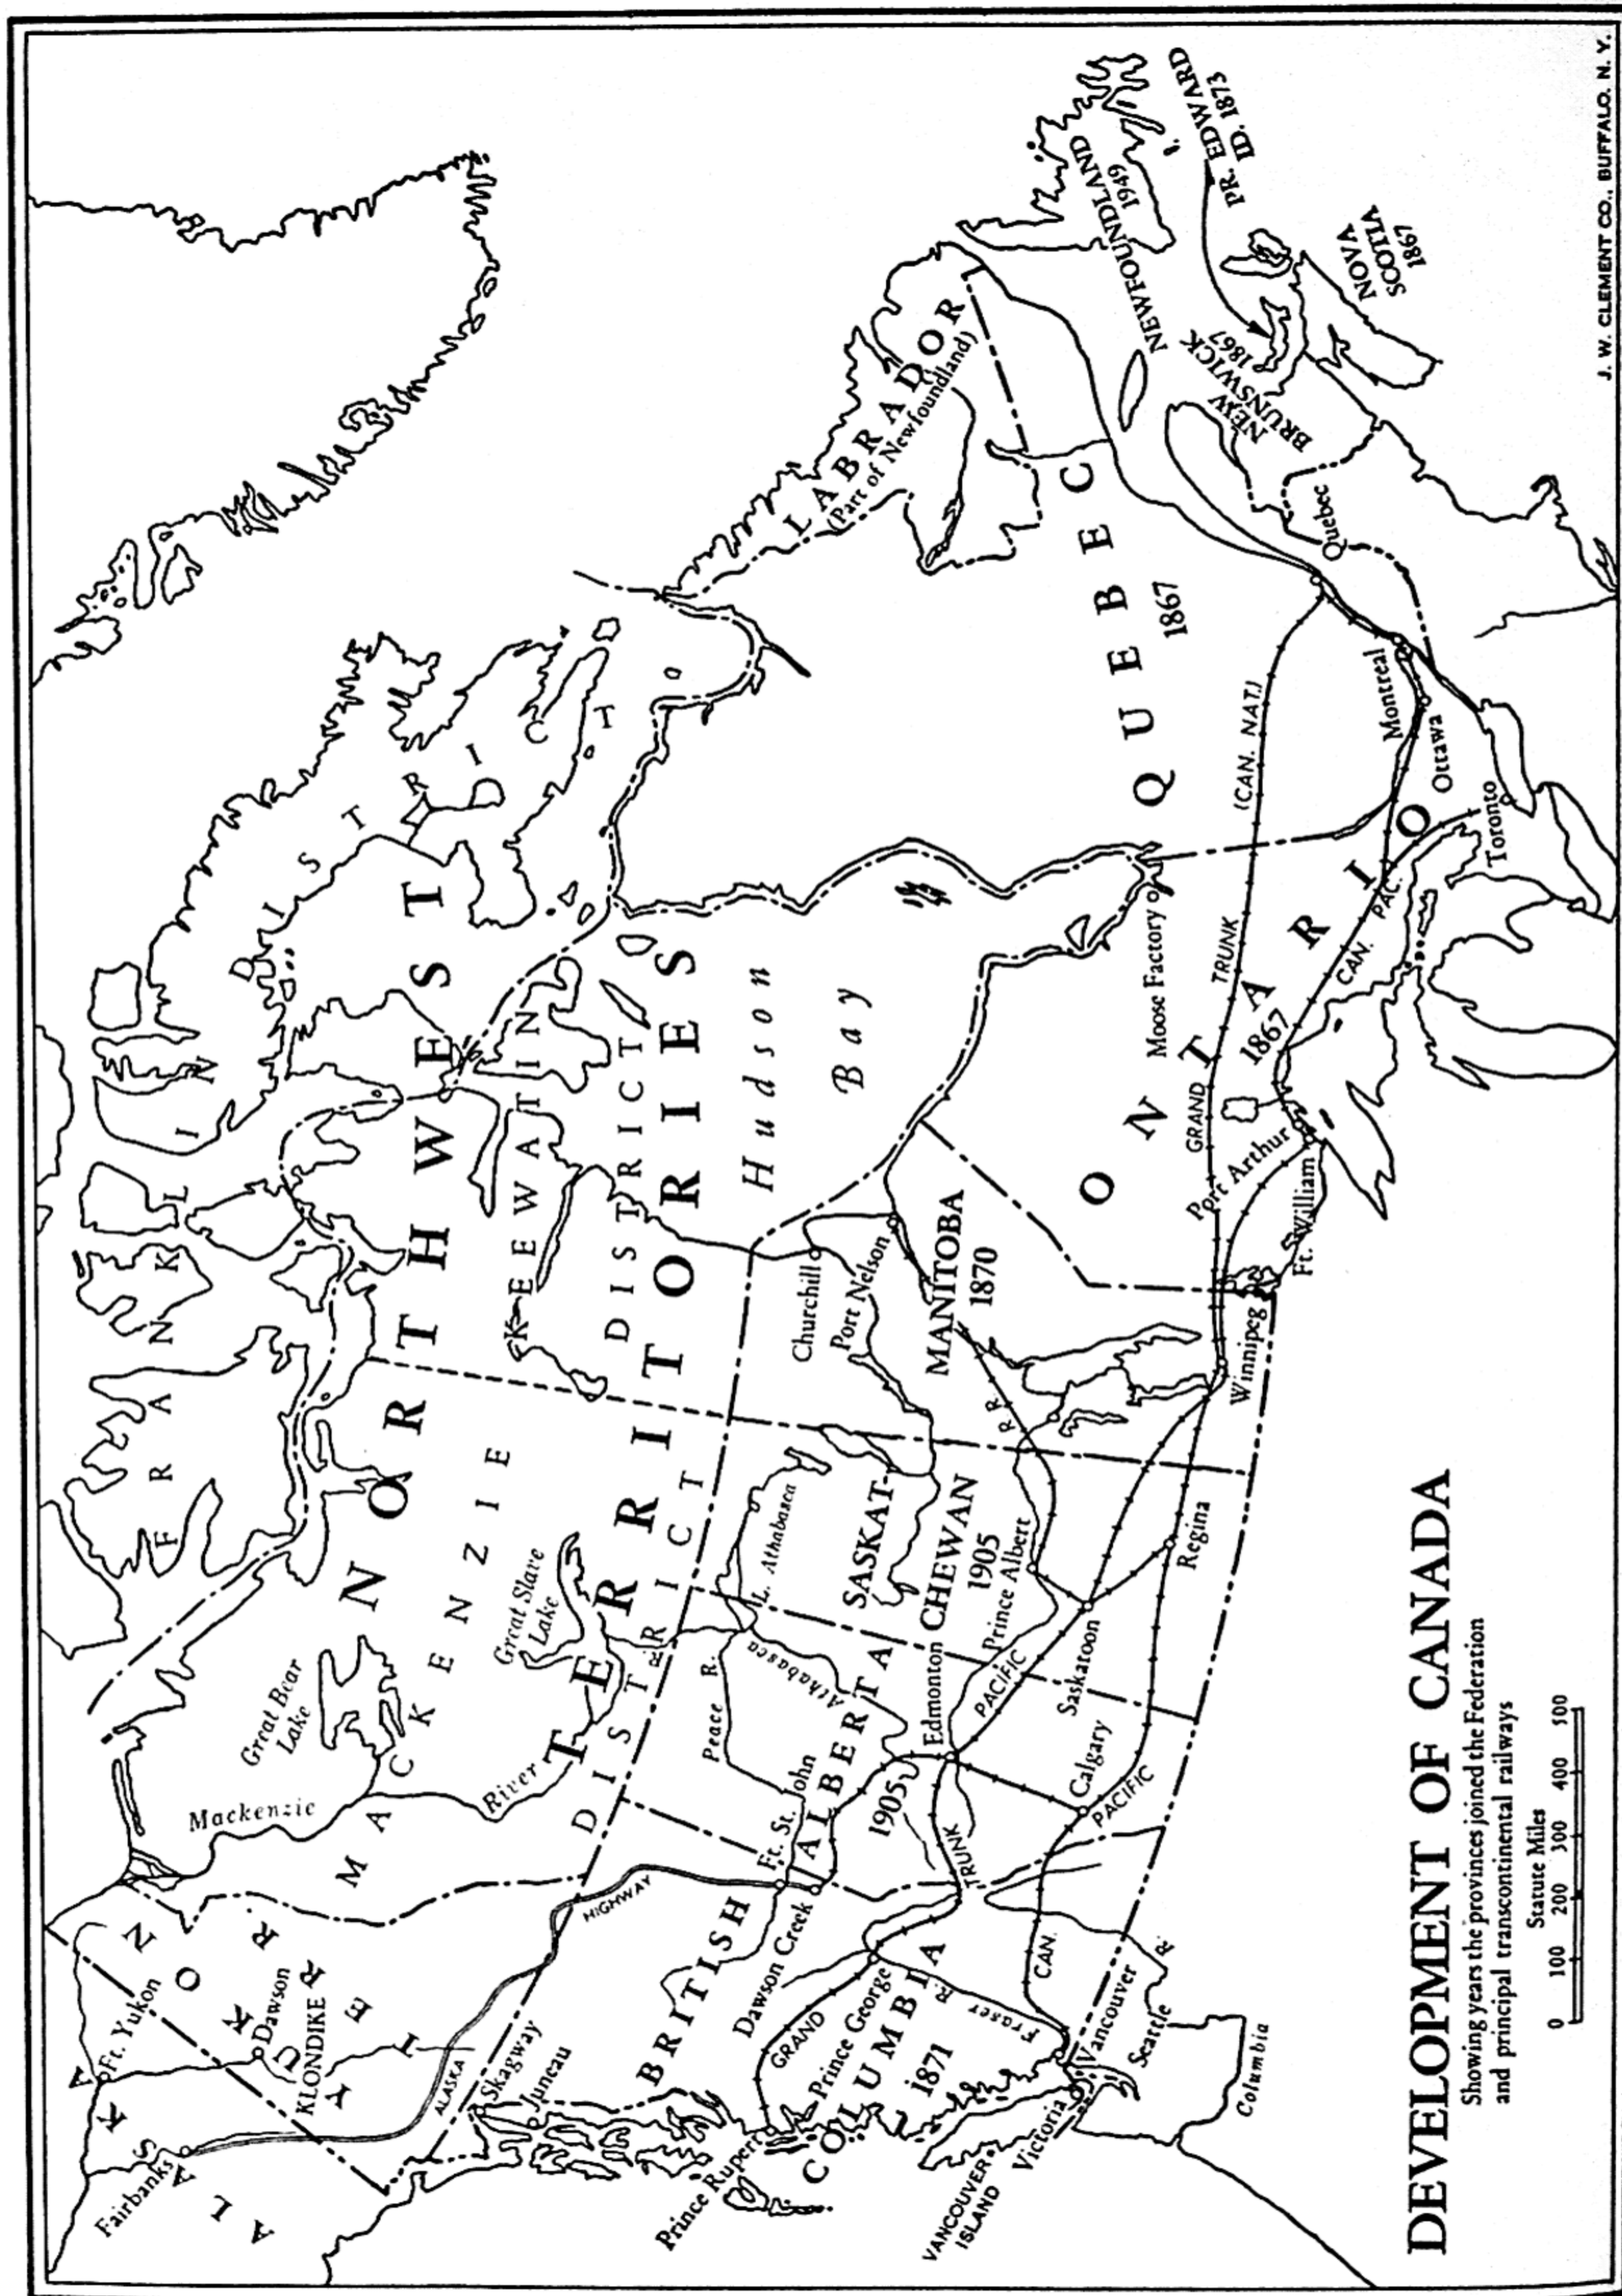 DEVELOPMENT OF CANADA
Showing years the provinces joined the Federation
and principal transcontinental railways
Statute Miles
0 100 200 300 400 500
J. W. CLEMENT CO., BUFFALO, N. Y.
ALASKA
Fairbanks
Ft. Yukon
YUKON
TERR.
Dawson
KLONDIKE
ALASKA
HIGHWAY
Skagway
Juneau
NORTHWEST
TERRITORIES
FRANKLIN
DISTRICT
MACKENZIE
DISTRICT
KEEWATIN
DISTRICT
Mackenzie
River
Great Bear
Lake
Great Slave
Lake
Hudson
Bay
BRITISH
COLUMBIA
1871
Prince Rupert
Prince George
Dawson Creek
Ft. St. John
Fraser
R.
VANCOUVER
ISLAND
Victoria
Vancouver
Seattle
Columbia
R.
GRAND
TRUNK
PACIFIC
CAN.
PACIFIC
ALBERTA
1905
Peace R.
Athabasca
R.
L. Athabasca
Edmonton
Calgary
SASKAT-
CHEWAN
1905
Prince Albert
Saskatoon
Regina
MANITOBA
1870
Churchill
Port Nelson
R R
Winnipeg
ONTARIO
1867
Port Arthur
Ft. William
Moose Factory
GRAND
TRUNK
(CAN. NAT.)
CAN.
PAC.
Toronto
Ottawa
Montreal
QUEBEC
1867
Quebec
LABRADOR
(Part of Newfoundland)
NEWFOUNDLAND
1949
PR. EDWARD I.
ID. 1873
NEW
BRUNSWICK
1867
NOVA
SCOTIA
1867